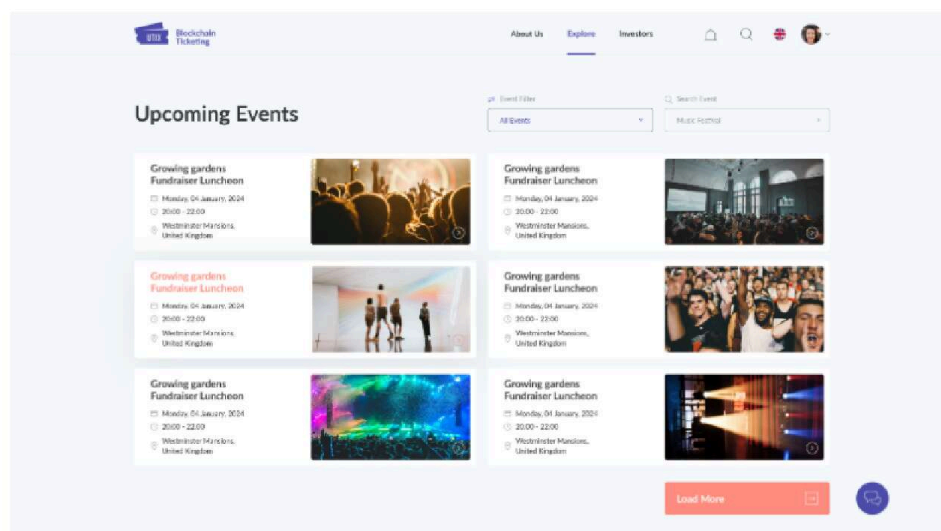 UTIX
Blockchain
Ticketing
About Us
Explore
Investors
Upcoming Events
Event Filter
All Events
Search Event
Music Festival
Growing gardens
Fundraiser Luncheon
Monday, 04 January, 2024
20:00 - 22:00
Westminster Mansions,
United Kingdom
Growing gardens
Fundraiser Luncheon
Monday, 04 January, 2024
20:00 - 22:00
Westminster Mansions,
United Kingdom
Growing gardens
Fundraiser Luncheon
Monday, 04 January, 2024
20:00 - 22:00
Westminster Mansions,
United Kingdom
Growing gardens
Fundraiser Luncheon
Monday, 04 January, 2024
20:00 - 22:00
Westminster Mansions,
United Kingdom
Growing gardens
Fundraiser Luncheon
Monday, 04 January, 2024
20:00 - 22:00
Westminster Mansions,
United Kingdom
Growing gardens
Fundraiser Luncheon
Monday, 04 January, 2024
20:00 - 22:00
Westminster Mansions,
United Kingdom
Load More